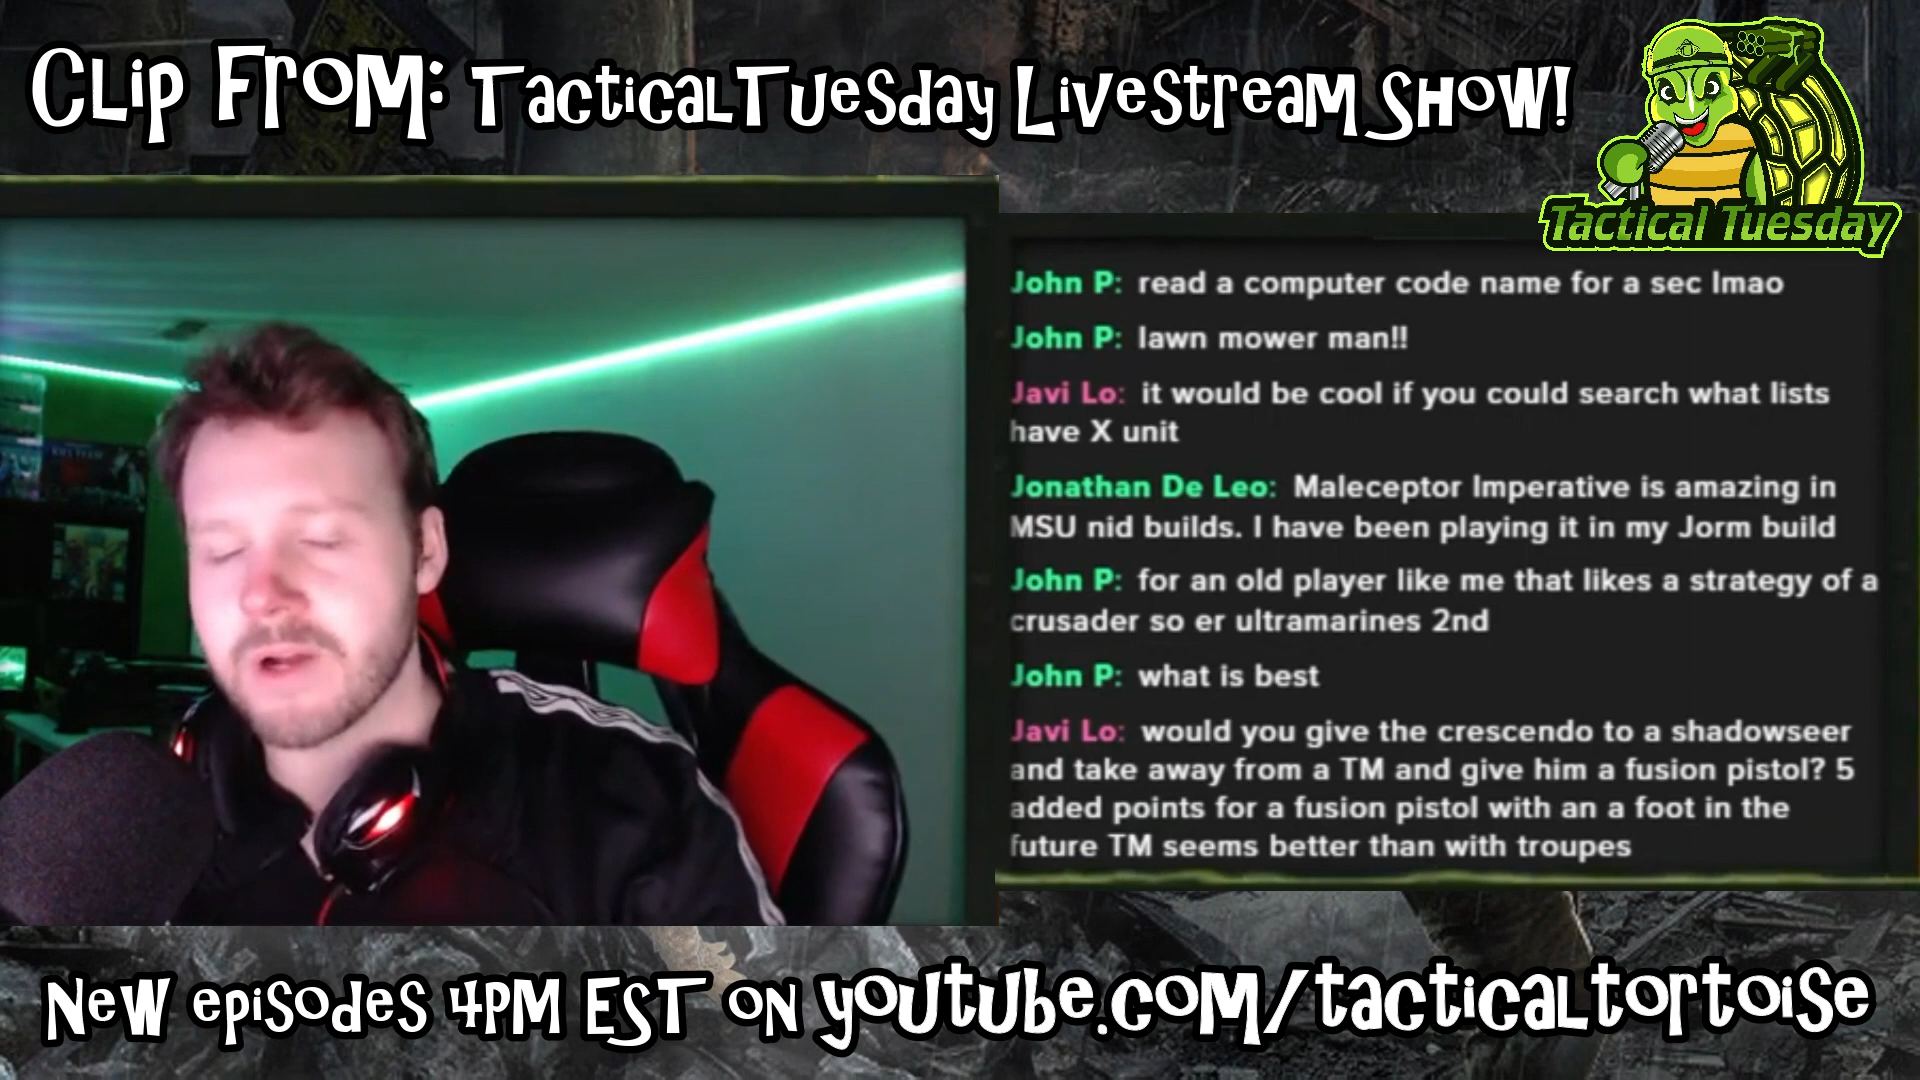 Clip From: Tactical Tuesday Livestream Show!
Tactical Tuesday
John P: read a computer code name for a sec lmao
John P: lawn mower man!!
Javi Lo: it would be cool if you could search what lists
have X unit
Jonathan De Leo: Maleceptor Imperative is amazing in
MSU nid builds. I have been playing it in my Jorm build
John P: for an old player like me that likes a strategy of a
crusader so er ultramarines 2nd
John P: what is best
Javi Lo: would you give the crescendo to a shadowseer
and take away from a TM and give him a fusion pistol? 5
added points for a fusion pistol with an a foot in the
future TM seems better than with troupes
New episodes 4PM EST on youtube.com/tacticaltortoise